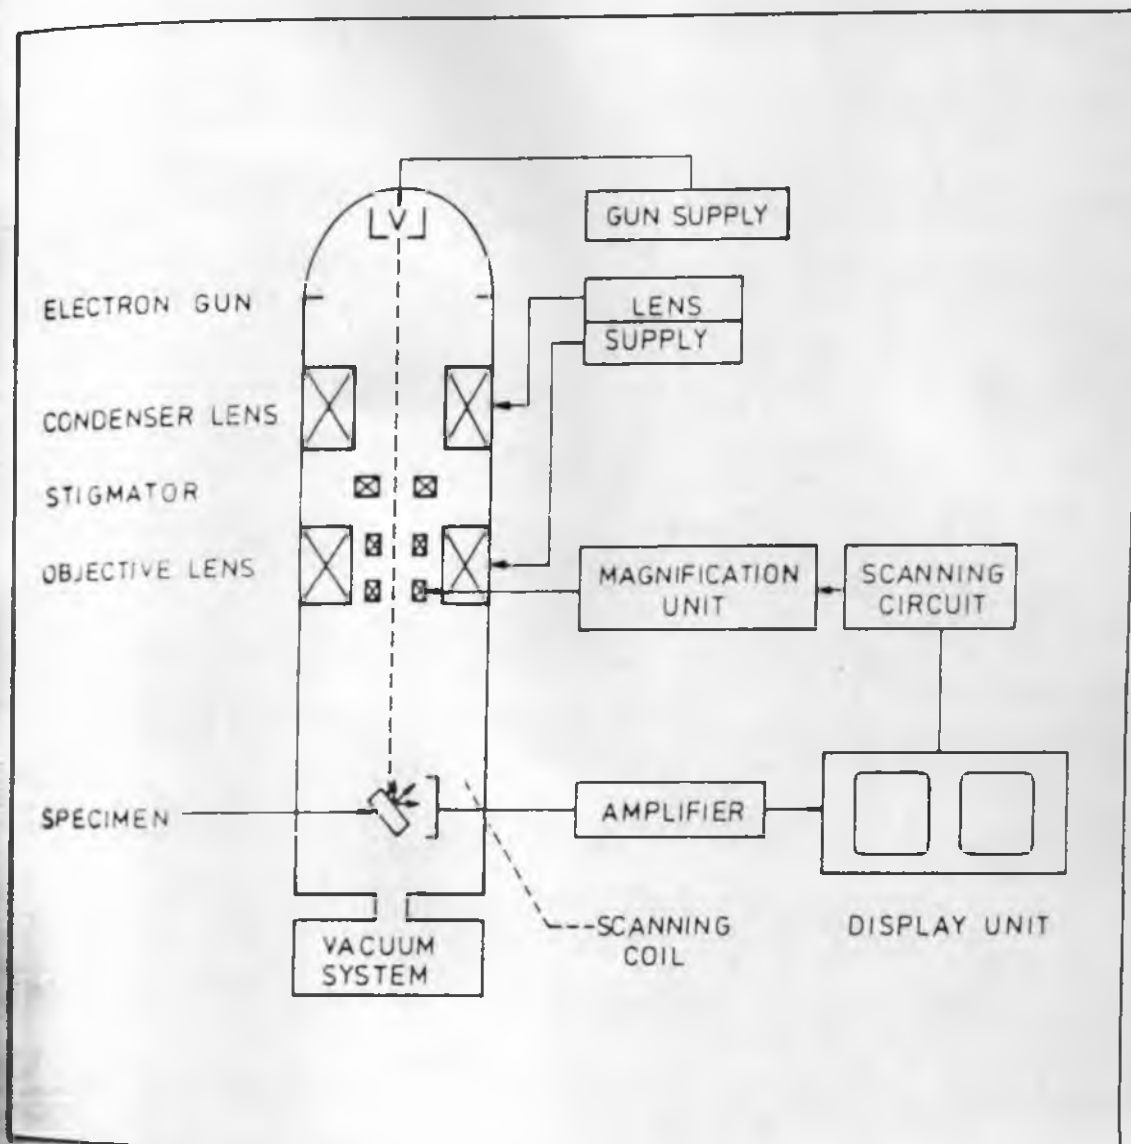 GUN SUPPLY
LENS
SUPPLY
ELECTRON GUN
CONDENSER LENS
STIGMATOR
OBJECTIVE LENS
MAGNIFICATION
UNIT
SCANNING
CIRCUIT
SPECIMEN
AMPLIFIER
DISPLAY UNIT
SCANNING
COIL
VACUUM
SYSTEM